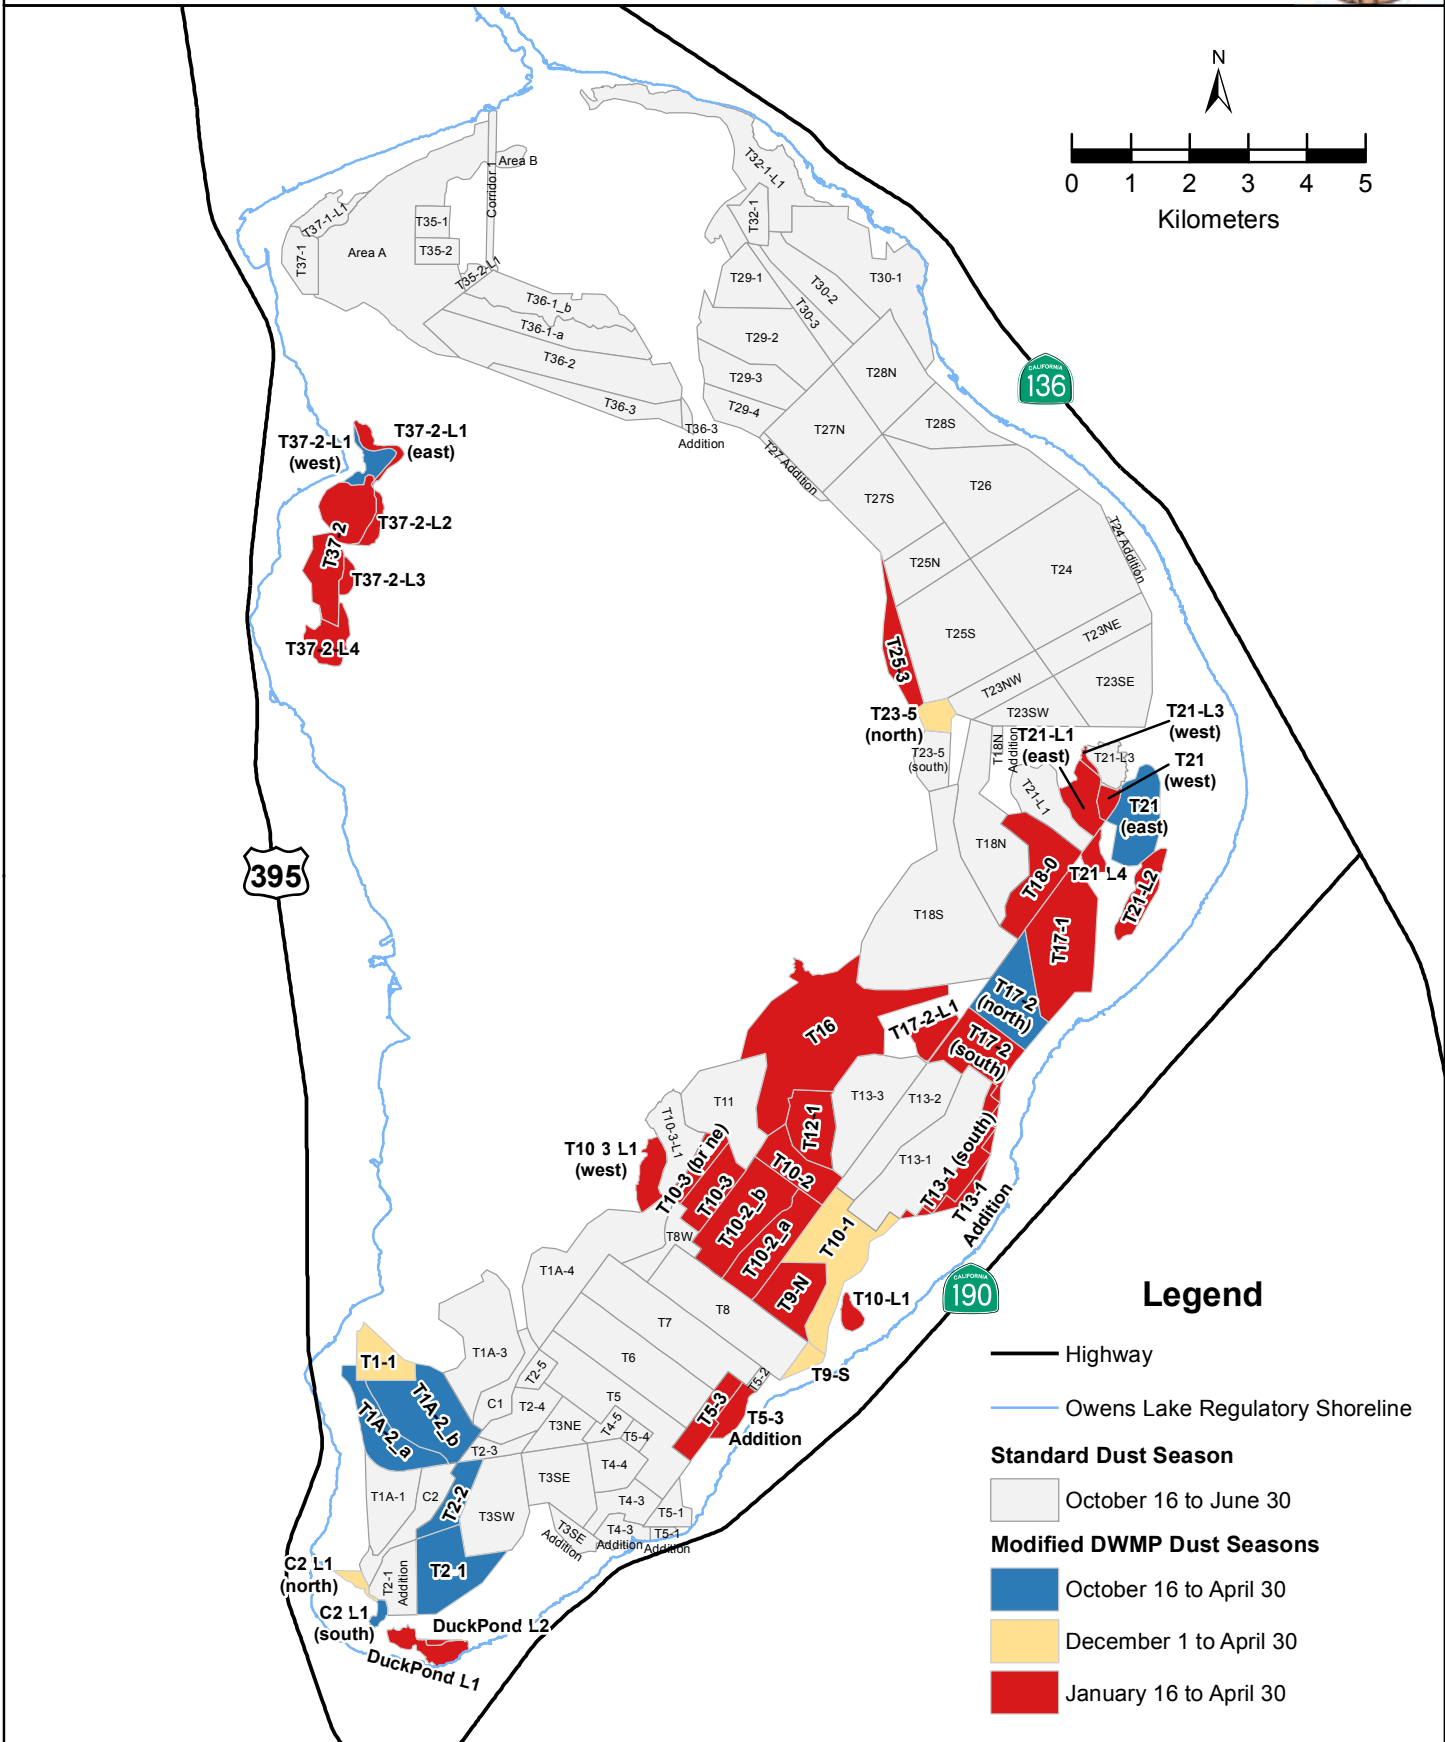 N
0 1 2 3 4 5
Kilometers
Area B
Corridor 1
T32-1-L1
T32-1
T37-1-L1
T37-1
T35-1
T35-2
Area A
T35-2-L1
T36-1_b
T36-1-a
T36-2
T36-3
T36-3
Addition
T29-1
T30-2
T30-1
T30-3
T29-2
T29-3
T29-4
T28N
T28S
T27N
T27 Addition
T27S
T26
CALIFORNIA
136
T37-2-L1
(west)
T37-2-L1
(east)
T37-2-L2
T37-2
T37-2-L3
T37-2-L4
T24 Addition
T25N
T24
T25S
T23NE
T25-3
T23NW
T23SE
T23SW
T23-5
(north)
T23-5
(south)
T18N
Addition
T21-L1
(east)
T21-L3
(west)
T21-L3
T21
(west)
T21-L1
T21
(east)
T18N
T18-0
T21 L4
T21-L2
395
T18S
T17-1
T17-2
(north)
T16
T17-2-L1
T17-2
(south)
T11
T13-3
T13-2
T10-3-L1
T12-1
T13-1
T13-1 (south)
T13-1
Addition
T10 3 L1
(west)
T10-3 (br ne)
T10-3
T10-2
T10-2_b
T10-2_a
T10-1
T8W
T9-N
T10-L1
CALIFORNIA
190
T1A-4
T8
T7
T6
T9-S
T1A-3
T1-1
T2-5
T5-2
T5
T5-3
T5-3
Addition
C1
T2-4
T3NE
T4-5
T5-4
T1A-2_b
T1A-2_a
T2-3
T4-4
T3SE
T1A-1
C2
T2-2
T3SW
T4-3
T5-1
T3SE
Addition
T4-3
Addition
T5-1
Addition
C2 L1
(north)
T2-1
Addition
T2 1
C2 L1
(south)
DuckPond L2
DuckPond L1
Legend
Highway
Owens Lake Regulatory Shoreline
Standard Dust Season
October 16 to June 30
Modified DWMP Dust Seasons
October 16 to April 30
December 1 to April 30
January 16 to April 30